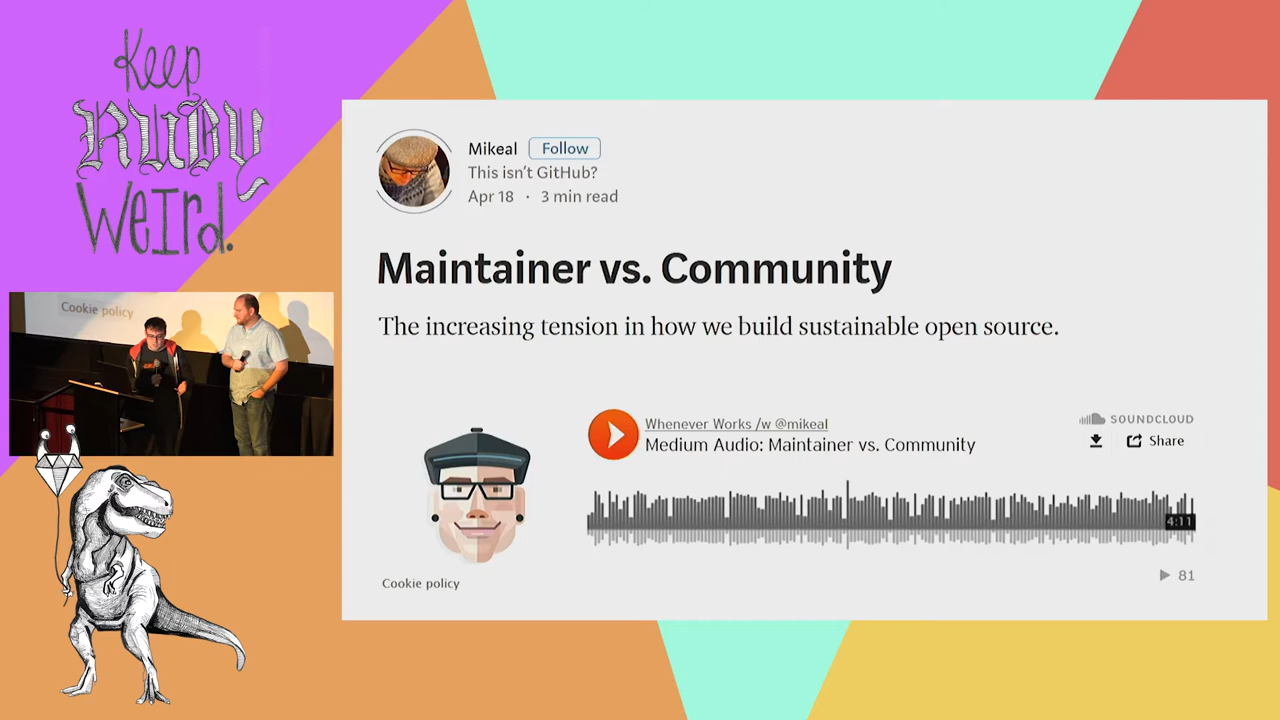 Keep
RUBY
Weird.
Cookie policy
Mikeal Follow
This isn't GitHub?
Apr 18 · 3 min read
Maintainer vs. Community
The increasing tension in how we build sustainable open source.
Whenever Works /w @mikeal
Medium Audio: Maintainer vs. Community
SOUNDCLOUD
Share
4:11
Cookie policy
81